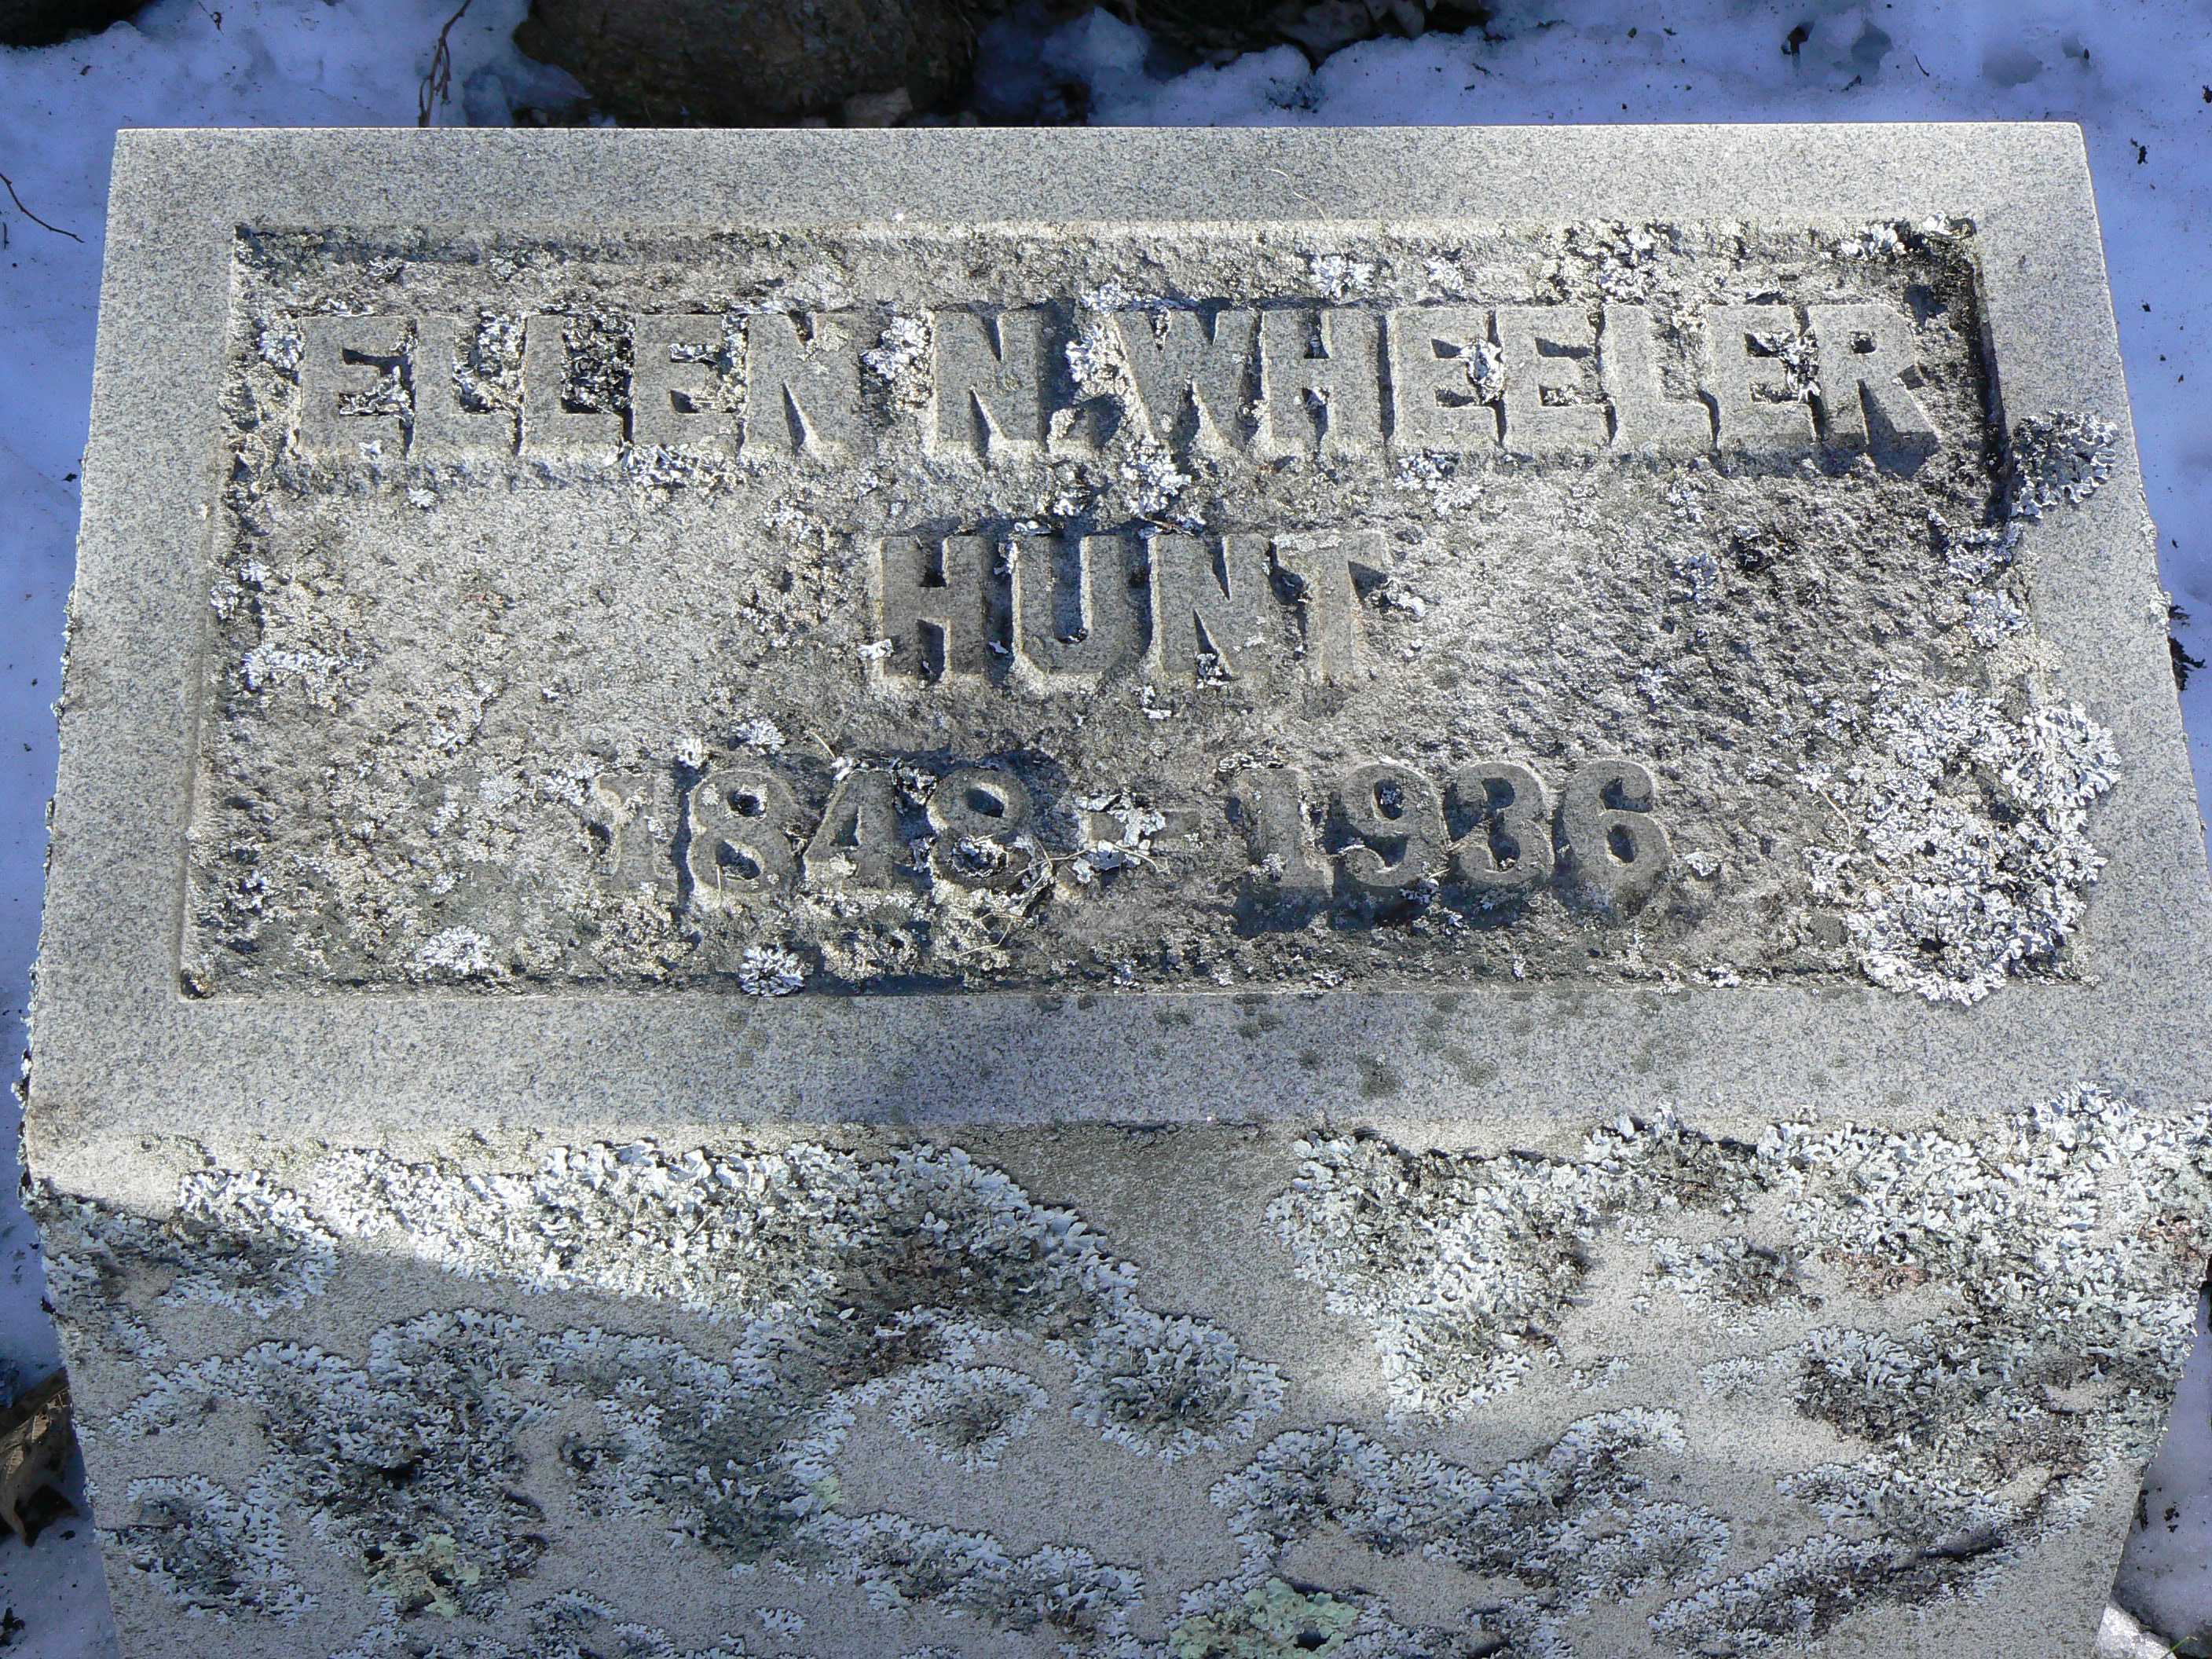 ELLEN N. WHEELER
HUNT
1848 - 1936